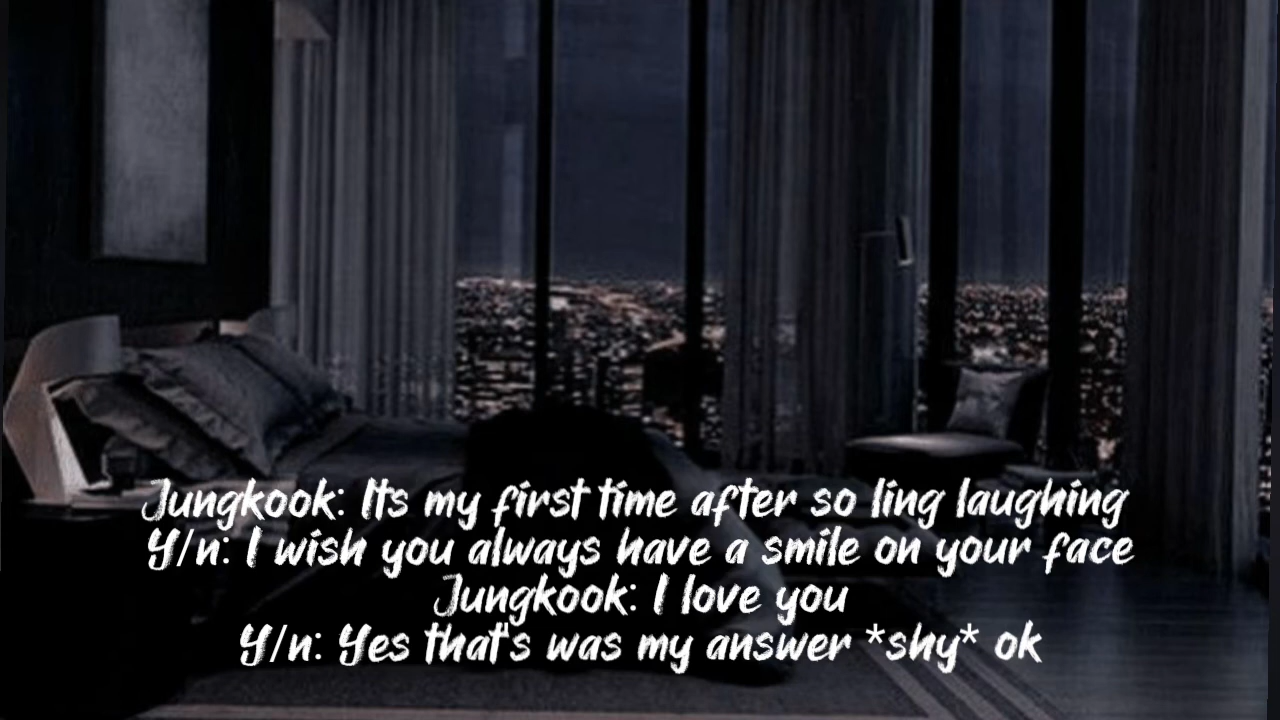 Jungkook: Its my first time after so ling laughing
Y/n: I wish you always have a smile on your face
Jungkook: I love you
Y/n: Yes that's was my answer *shy* ok